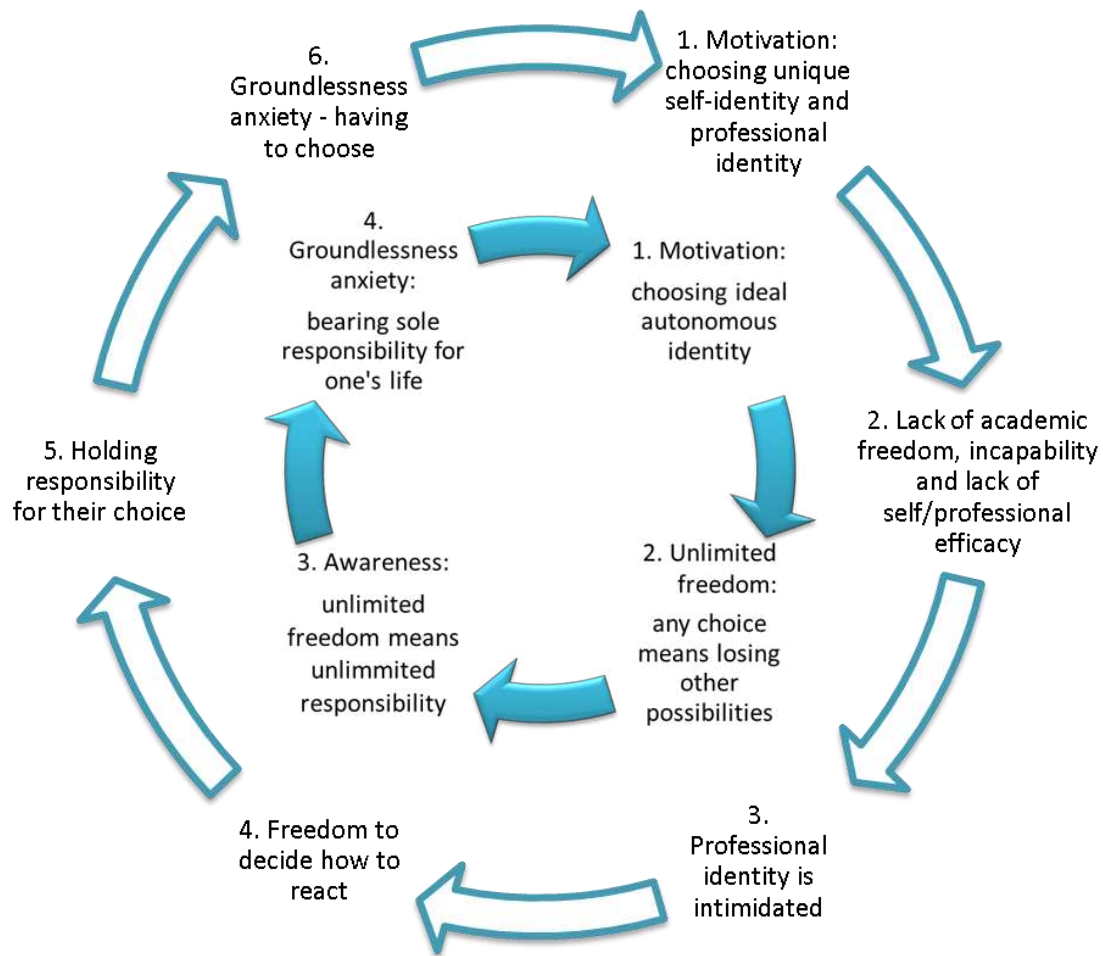 1. Motivation:
choosing unique
self-identity and
professional
identity
2. Lack of academic
freedom, incapability
and lack of
self/professional
efficacy
3.
Professional
identity is
intimidated
4. Freedom to
decide how to
react
5. Holding
responsibility
for their choice
6.
Groundlessness
anxiety - having
to choose
1. Motivation:
choosing ideal
autonomous
identity
2. Unlimited
freedom:
any choice
means losing
other
possibilities
3. Awareness:
unlimited
freedom means
unlimmited
responsibility
4.
Groundlessness
anxiety:
bearing sole
responsibility for
one's life